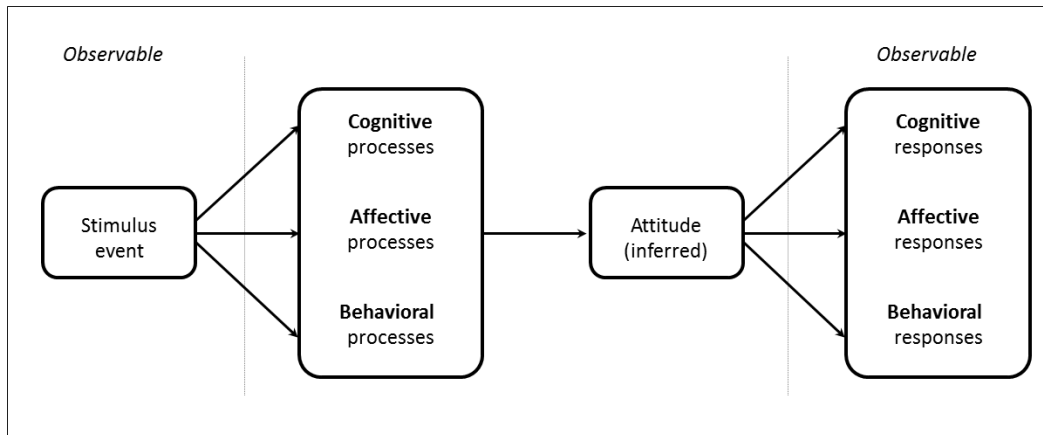 Observable
Observable
Stimulus
event
Cognitive
processes
Affective
processes
Behavioral
processes
Attitude
(inferred)
Cognitive
responses
Affective
responses
Behavioral
responses